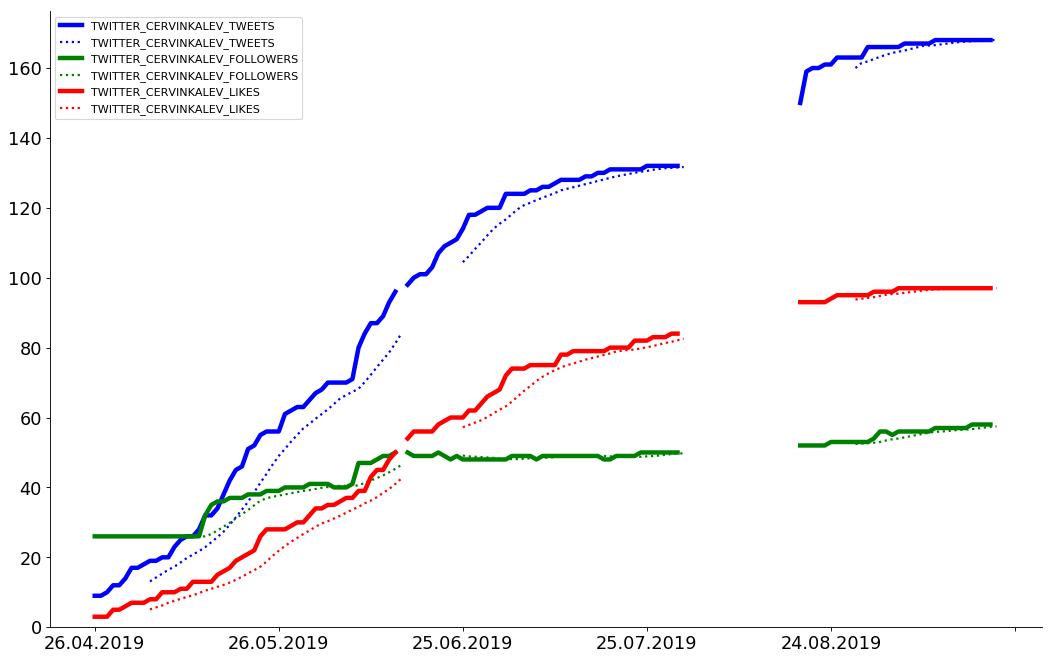 TWITTER_CERVINKALEV_TWEETS
TWITTER_CERVINKALEV_TWEETS
TWITTER_CERVINKALEV_FOLLOWERS
TWITTER_CERVINKALEV_FOLLOWERS
TWITTER_CERVINKALEV_LIKES
TWITTER_CERVINKALEV_LIKES
160
140
120
100
80
60
40
20
0
26.04.2019 26.05.2019 25.06.2019 25.07.2019 24.08.2019